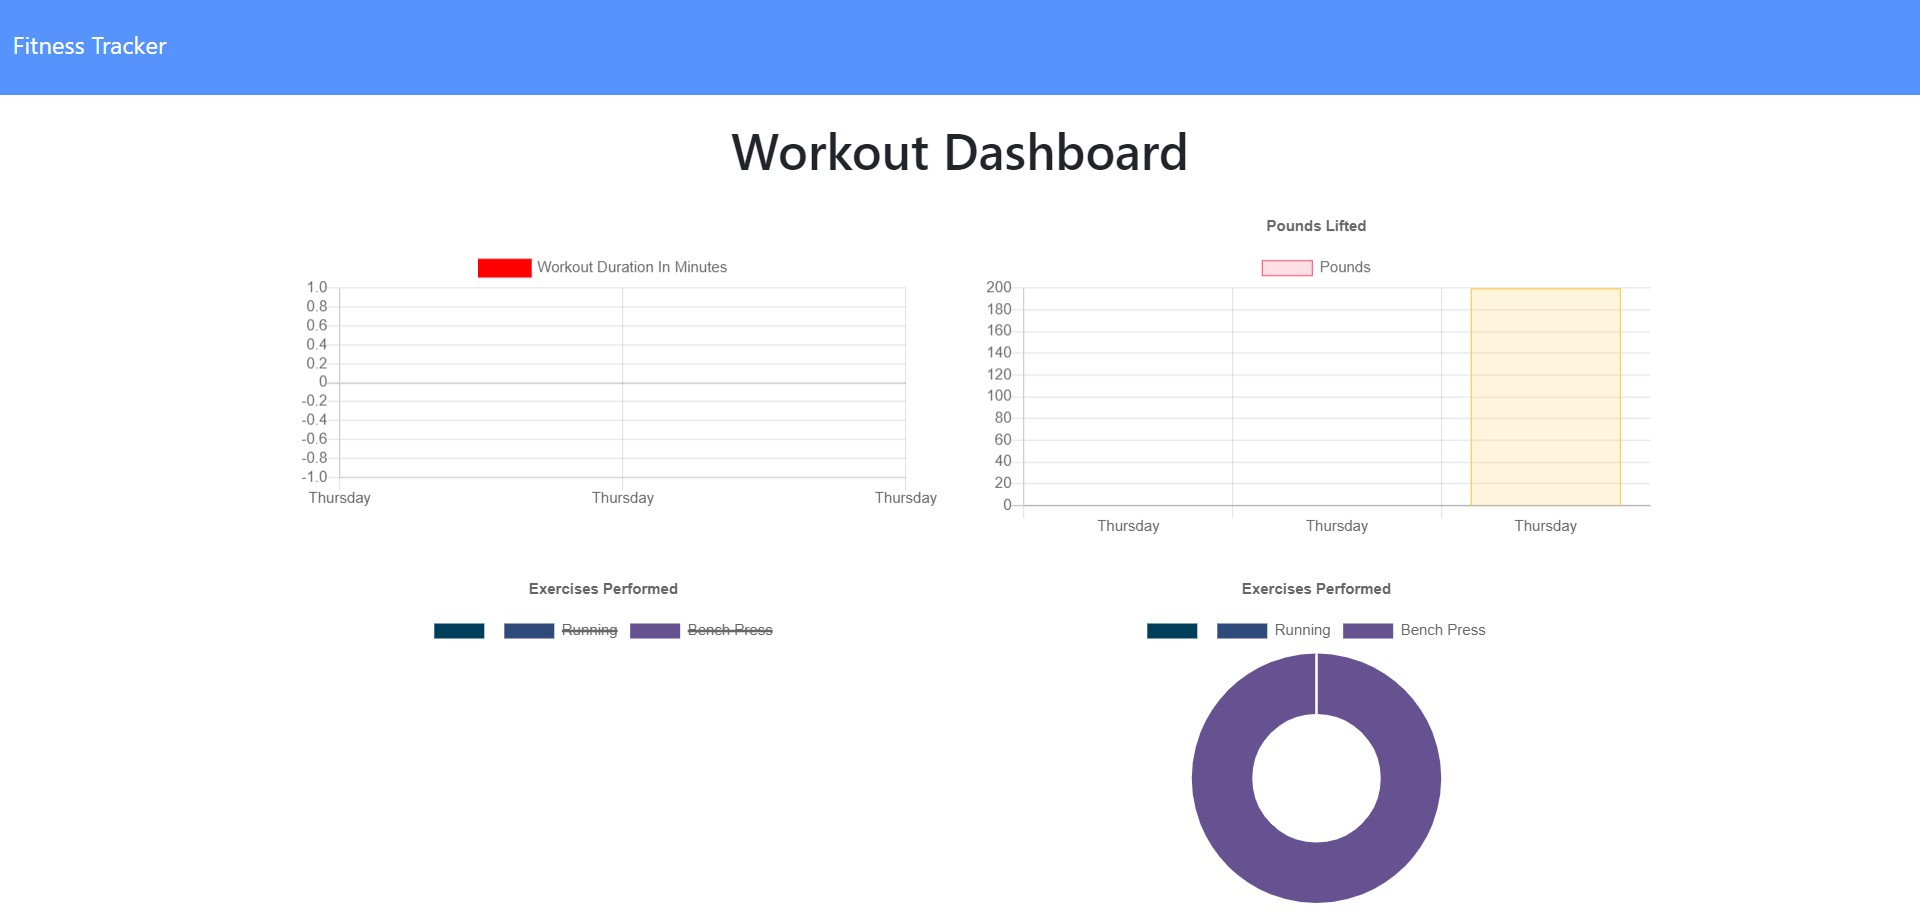 Fitness Tracker
Workout Dashboard
Workout Duration In Minutes
1.0
0.8
0.6
0.4
0.2
0
-0.2
-0.4
-0.6
-0.8
-1.0
Thursday Thursday Thursday
Pounds Lifted
Pounds
200
180
160
140
120
100
80
60
40
20
0
Thursday Thursday Thursday
Exercises Performed
Running Bench Press
Exercises Performed
Running Bench Press